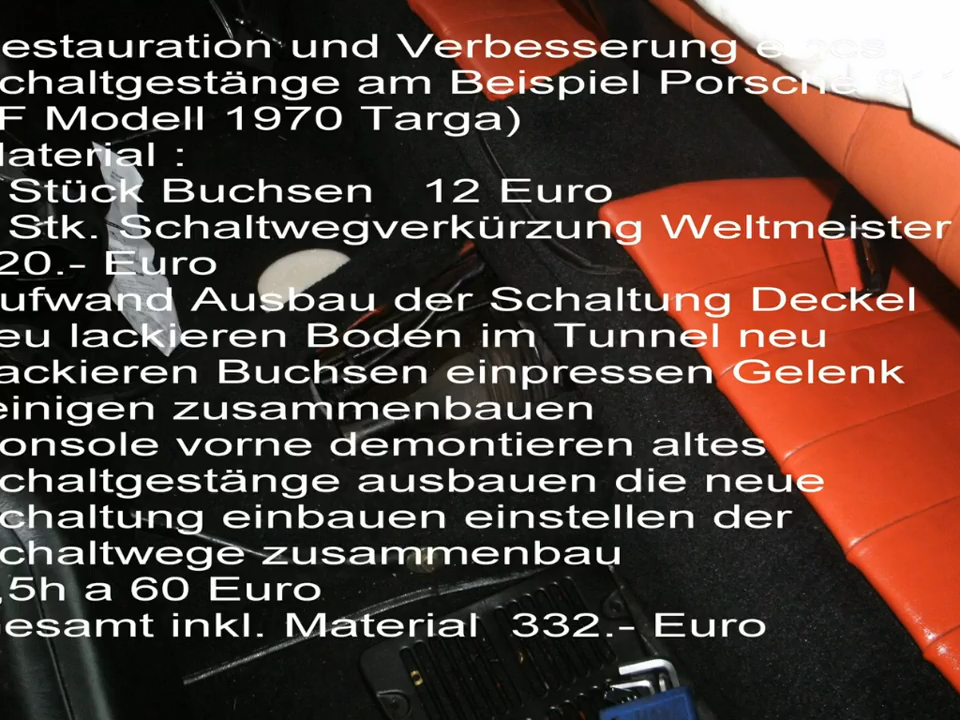 estauration und Verbesserung eines
chaltgestänge am Beispiel Porsche 911
F Modell 1970 Targa)
aterial :
Stück Buchsen 12 Euro
Stk. Schaltwegverkürzung Weltmeister
20.- Euro
ufwand Ausbau der Schaltung Deckel
eu lackieren Boden im Tunnel neu
ackieren Buchsen einpressen Gelenk
einigen zusammenbauen
onsole vorne demontieren altes
chaltgestänge ausbauen die neue
chaltung einbauen einstellen der
chaltwege zusammenbau
,5h a 60 Euro
esamt inkl. Material 332.- Euro